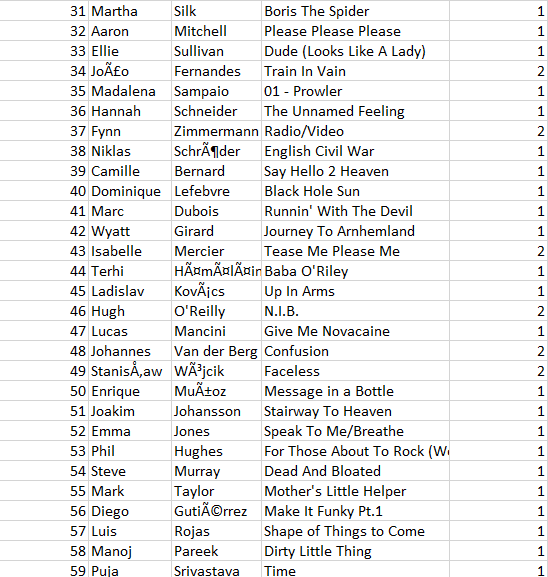 31 Martha Silk Boris The Spider 1
32 Aaron Mitchell Please Please Please 1
33 Ellie Sullivan Dude (Looks Like A Lady) 1
34 JoÃ£o Fernandes Train In Vain 2
35 Madalena Sampaio 01 - Prowler 1
36 Hannah Schneider The Unnamed Feeling 1
37 Fynn Zimmermann Radio/Video 2
38 Niklas SchrÃ¶der English Civil War 1
39 Camille Bernard Say Hello 2 Heaven 1
40 Dominique Lefebvre Black Hole Sun 1
41 Marc Dubois Runnin' With The Devil 1
42 Wyatt Girard Journey To Arnhemland 1
43 Isabelle Mercier Tease Me Please Me 2
44 Terhi HÃ¤mÃ¤lÃ¤in Baba O'Riley 1
45 Ladislav KovÃ¡cs Up In Arms 1
46 Hugh O'Reilly N.I.B. 2
47 Lucas Mancini Give Me Novacaine 1
48 Johannes Van der Berg Confusion 2
49 StanisÅ‚aw WÃ³jcik Faceless 2
50 Enrique MuÃ±oz Message in a Bottle 1
51 Joakim Johansson Stairway To Heaven 1
52 Emma Jones Speak To Me/Breathe 1
53 Phil Hughes For Those About To Rock (We 1
54 Steve Murray Dead And Bloated 1
55 Mark Taylor Mother's Little Helper 1
56 Diego GutiÃ©rrez Make It Funky Pt.1 1
57 Luis Rojas Shape of Things to Come 1
58 Manoj Pareek Dirty Little Thing 1
59 Puja Srivastava Time 1